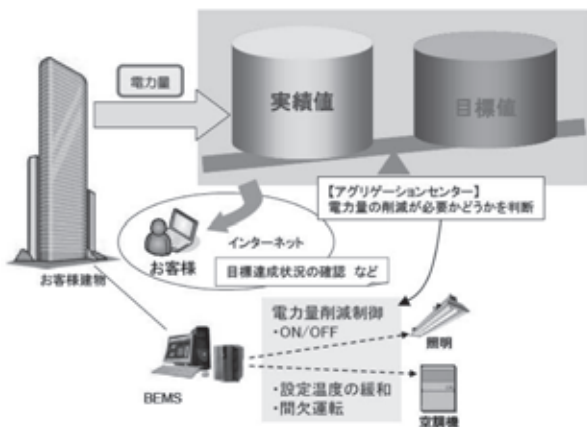 電力量
実績値
目標値
【アグリゲーションセンター】
電力量の削減が必要かどうかを判断
インターネット
お客様
目標達成状況の確認 など
お客様建物
電力量削減制御
・ON/OFF
照明
BEMS
・設定温度の緩和
・間欠運転
空調機